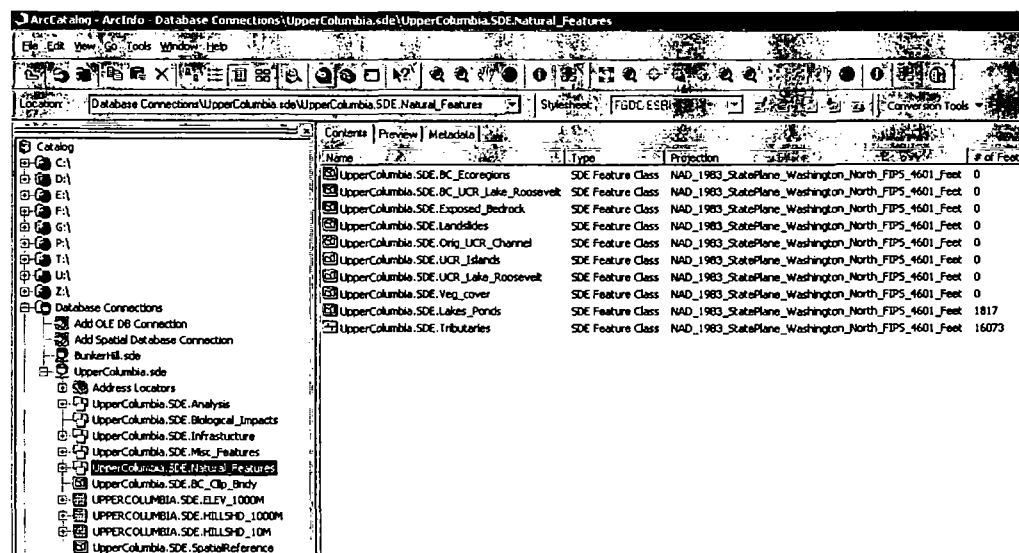 ArcCatalog - ArcInfo - Database Connections\UpperColumbia.sde\UpperColumbia.SDE.Natural_Features
File Edit View Go Tools Window Help
Location: Database Connections\UpperColumbia.sde\UpperColumbia.SDE.Natural_Features Stylesheet: FGDC ESRI Conversion Tools
Catalog
C:\
D:\
E:\
F:\
G:\
P:\
T:\
U:\
Z:\
Database Connections
Add OLE DB Connection
Add Spatial Database Connection
BunkerHill.sde
UpperColumbia.sde
Address Locators
UpperColumbia.SDE.Analysis
UpperColumbia.SDE.Biological_Impacts
UpperColumbia.SDE.Infrastucture
UpperColumbia.SDE.Misc_Features
UpperColumbia.SDE.Natural_Features
UpperColumbia.SDE.BC_Clip_Bndy
UPPERCOLUMBIA.SDE.ELEV_1000M
UPPERCOLUMBIA.SDE.HILLSHD_1000M
UPPERCOLUMBIA.SDE.HILLSHD_10M
UpperColumbia.SDE.SpatialReference
Contents Preview Metadata
Name Type Projection # of Feat
UpperColumbia.SDE.BC_Ecoregions SDE Feature Class NAD_1983_StatePlane_Washington_North_FIPS_4601_Feet 0
UpperColumbia.SDE.BC_UCR_Lake_Roosevelt SDE Feature Class NAD_1983_StatePlane_Washington_North_FIPS_4601_Feet 0
UpperColumbia.SDE.Exposed_Bedrock SDE Feature Class NAD_1983_StatePlane_Washington_North_FIPS_4601_Feet 0
UpperColumbia.SDE.Landslides SDE Feature Class NAD_1983_StatePlane_Washington_North_FIPS_4601_Feet 0
UpperColumbia.SDE.Orig_UCR_Channel SDE Feature Class NAD_1983_StatePlane_Washington_North_FIPS_4601_Feet 0
UpperColumbia.SDE.UCR_Islands SDE Feature Class NAD_1983_StatePlane_Washington_North_FIPS_4601_Feet 0
UpperColumbia.SDE.UCR_Lake_Roosevelt SDE Feature Class NAD_1983_StatePlane_Washington_North_FIPS_4601_Feet 0
UpperColumbia.SDE.Veg_cover SDE Feature Class NAD_1983_StatePlane_Washington_North_FIPS_4601_Feet 0
UpperColumbia.SDE.Lakes_Ponds SDE Feature Class NAD_1983_StatePlane_Washington_North_FIPS_4601_Feet 1817
UpperColumbia.SDE.Tributaries SDE Feature Class NAD_1983_StatePlane_Washington_North_FIPS_4601_Feet 16073